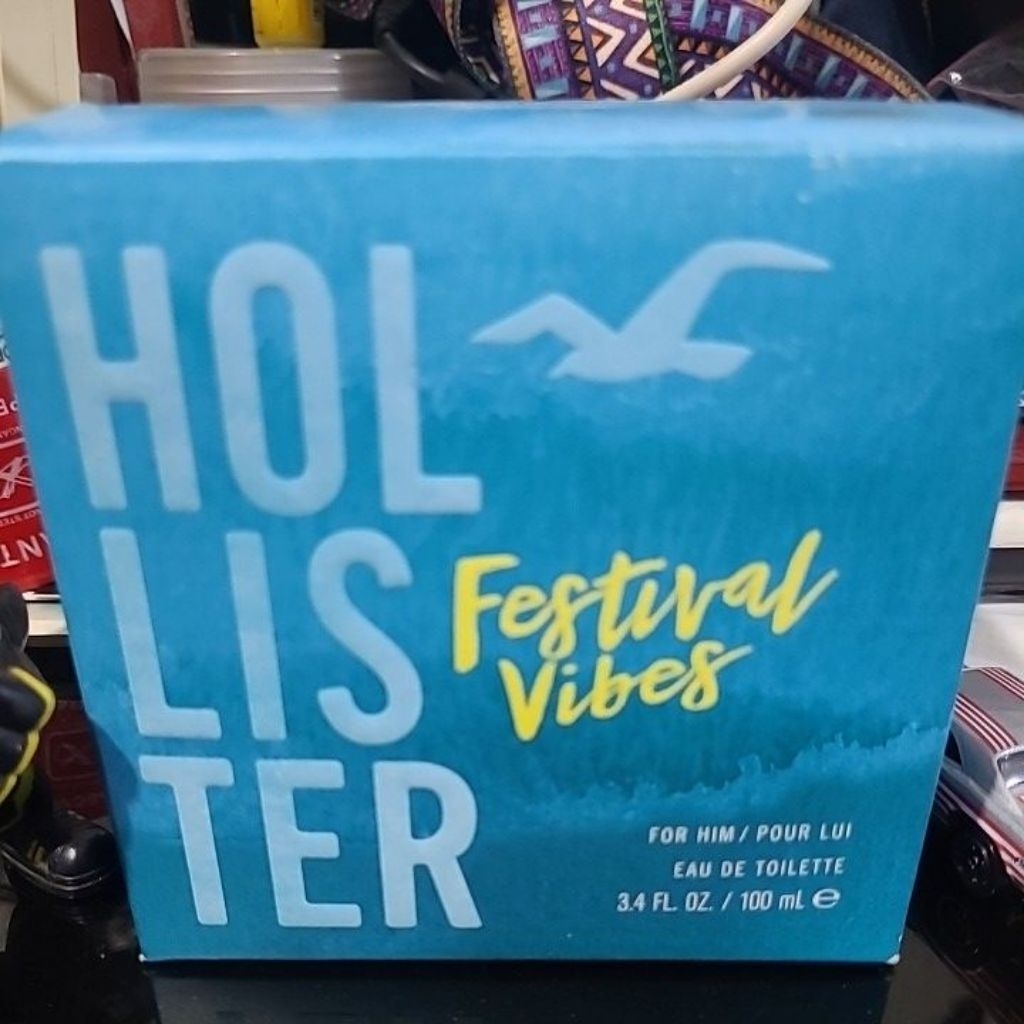 HOL
LIS
TER
Festival
Vibes
FOR HIM / POUR LUI
EAU DE TOILETTE
3.4 FL. OZ. / 100 mL ℮